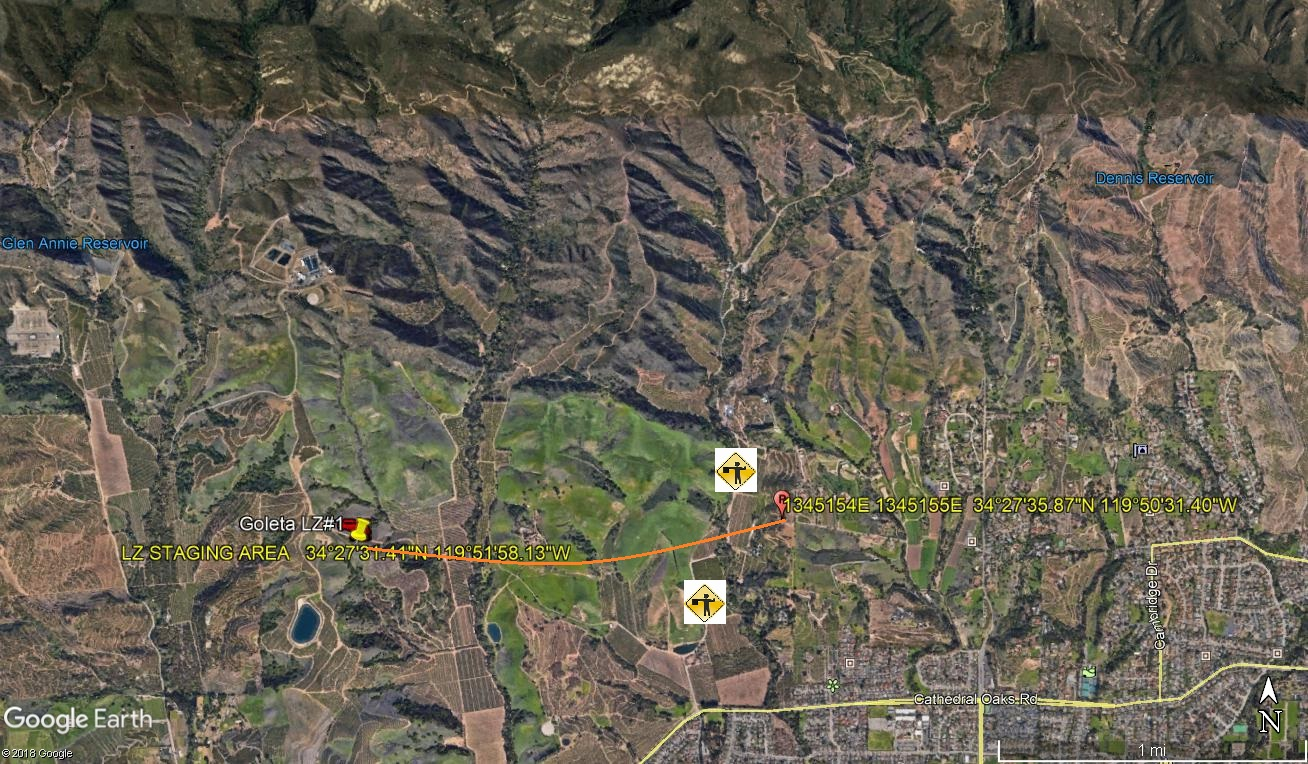 Dennis Reservoir
Glen Annie Reservoir
1345154E 1345155E 34°27'35.87"N 119°50'31.40"W
Goleta LZ#1
LZ STAGING AREA 34°27'31.41"N 119°51'58.13"W
Cambridge Dr
Cathedral Oaks Rd
N
Google Earth
© 2018 Google
1 mi